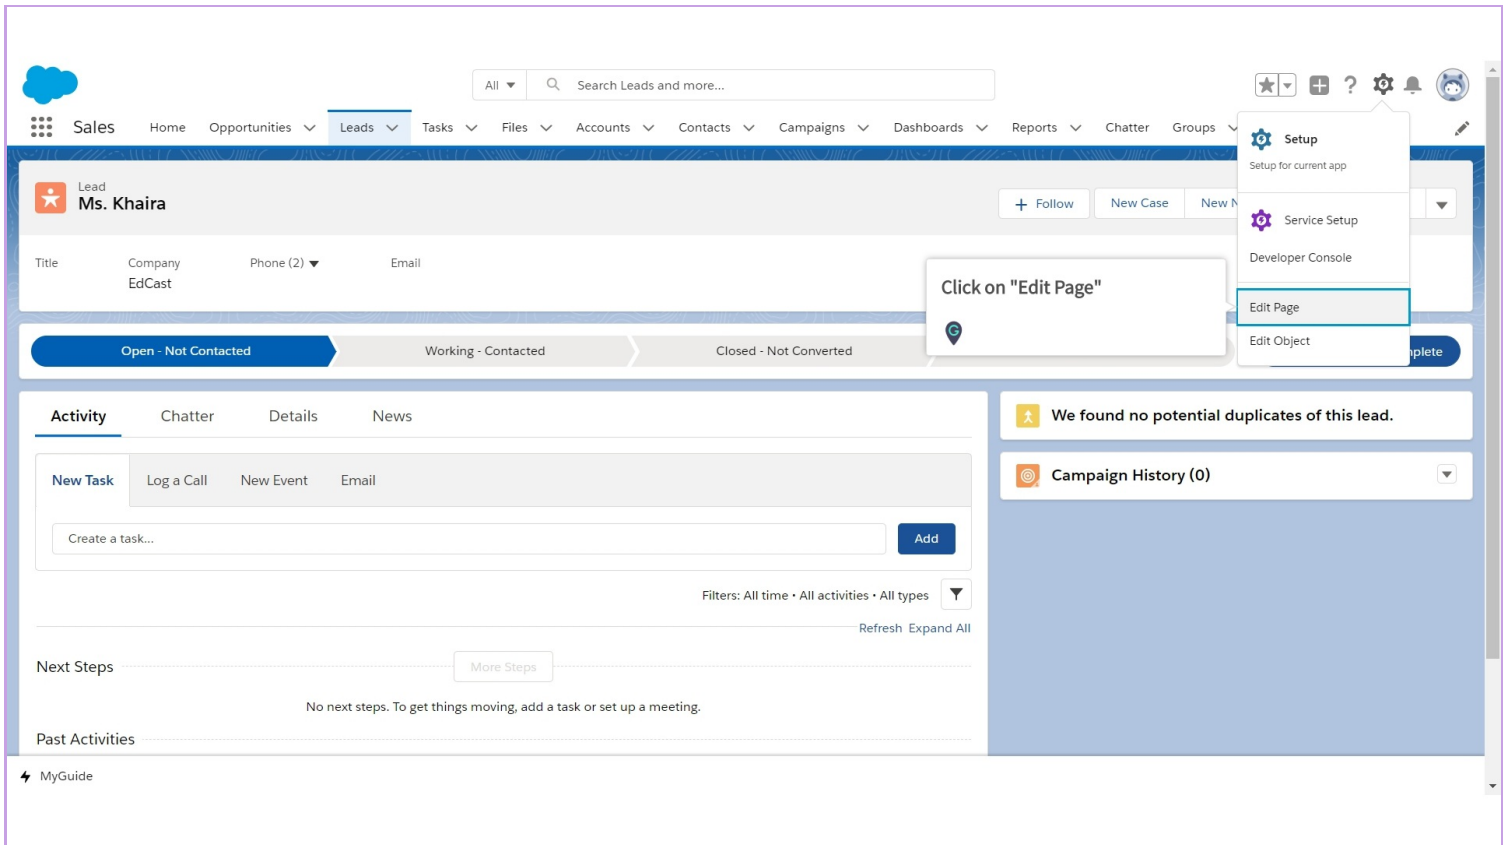 All
Search Leads and more...
Sales
Home
Opportunities
Leads
Tasks
Files
Accounts
Contacts
Campaigns
Dashboards
Reports
Chatter
Groups
Setup
Setup for current app
Service Setup
Developer Console
Edit Page
Edit Object
Lead
Ms. Khaira
+ Follow
New Case
New N
Title
Company
Phone (2)
Email
EdCast
Click on "Edit Page"
G
Open - Not Contacted
Working - Contacted
Closed - Not Converted
Activity
Chatter
Details
News
We found no potential duplicates of this lead.
Campaign History (0)
New Task
Log a Call
New Event
Email
Create a task...
Add
Filters: All time • All activities • All types
Refresh Expand All
Next Steps
More Steps
No next steps. To get things moving, add a task or set up a meeting.
Past Activities
MyGuide